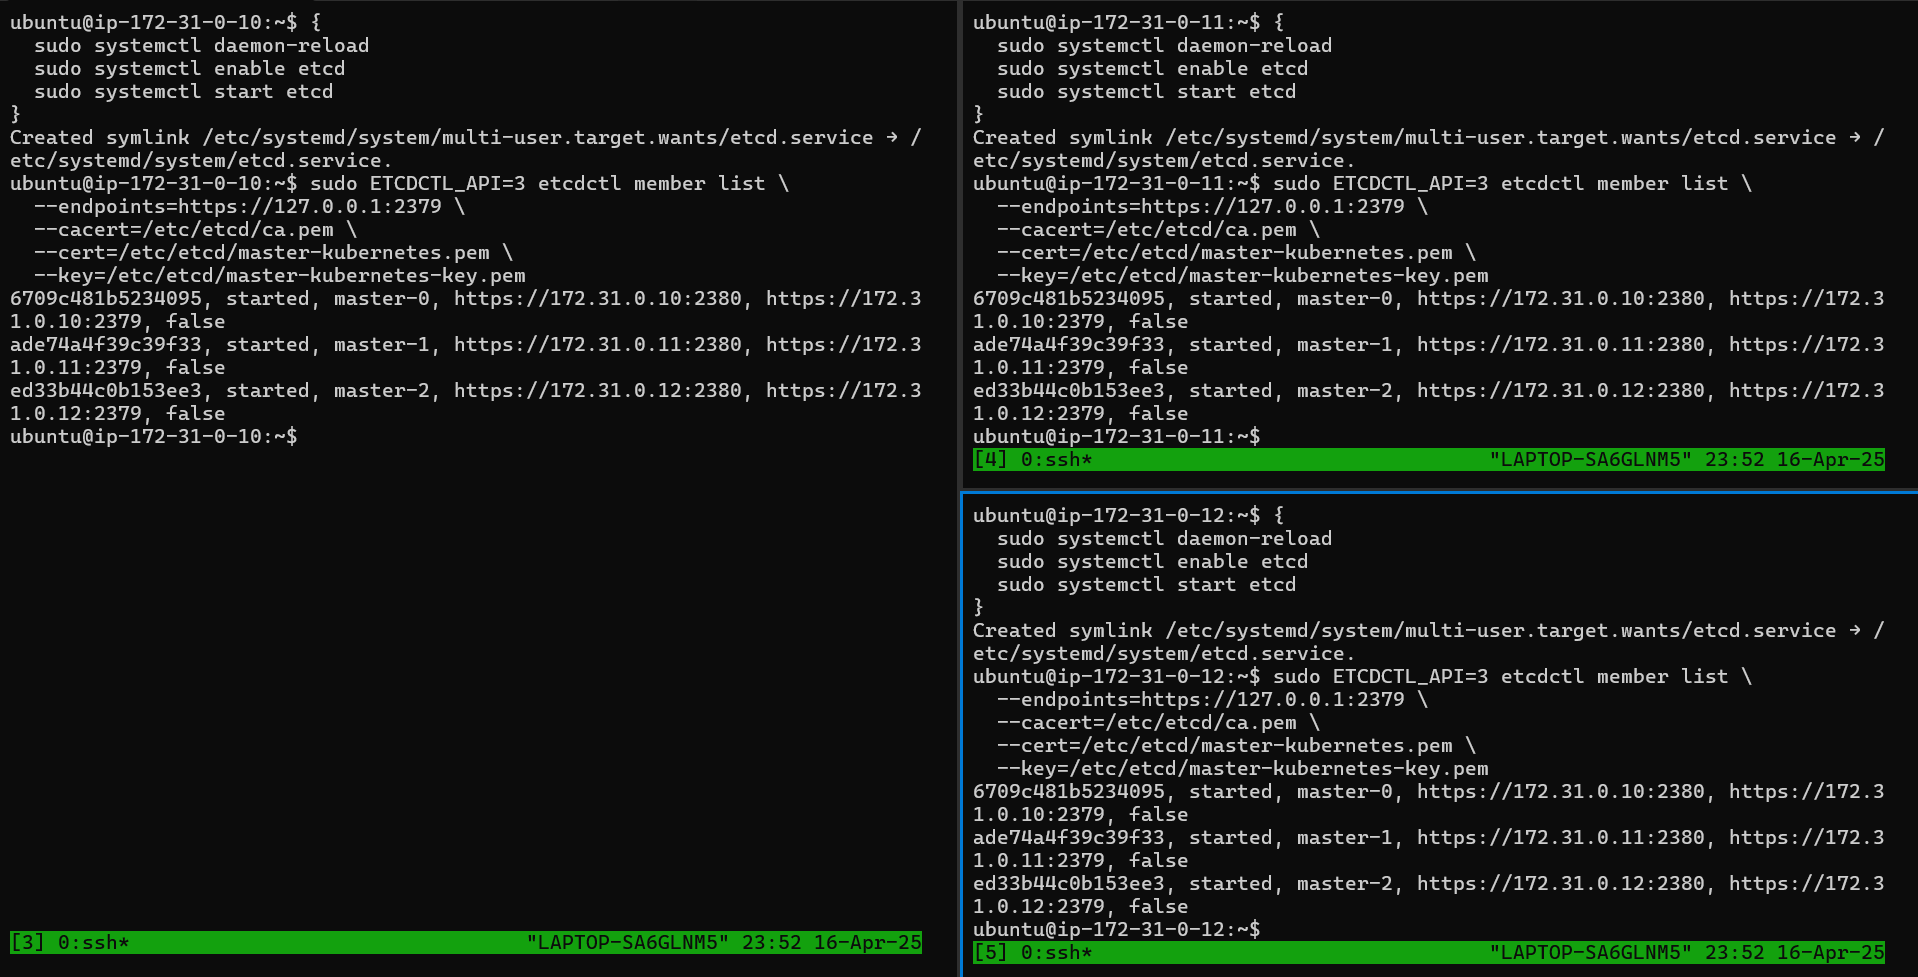 ubuntu@ip-172-31-0-10:~$ {
  sudo systemctl daemon-reload
  sudo systemctl enable etcd
  sudo systemctl start etcd
}
Created symlink /etc/systemd/system/multi-user.target.wants/etcd.service → /
etc/systemd/system/etcd.service.
ubuntu@ip-172-31-0-10:~$ sudo ETCDCTL_API=3 etcdctl member list \
  --endpoints=https://127.0.0.1:2379 \
  --cacert=/etc/etcd/ca.pem \
  --cert=/etc/etcd/master-kubernetes.pem \
  --key=/etc/etcd/master-kubernetes-key.pem
6709c481b5234095, started, master-0, https://172.31.0.10:2380, https://172.3
1.0.10:2379, false
ade74a4f39c39f33, started, master-1, https://172.31.0.11:2380, https://172.3
1.0.11:2379, false
ed33b44c0b153ee3, started, master-2, https://172.31.0.12:2380, https://172.3
1.0.12:2379, false
ubuntu@ip-172-31-0-10:~$
[3] 0:ssh* "LAPTOP-SA6GLNM5" 23:52 16-Apr-25
ubuntu@ip-172-31-0-11:~$ {
  sudo systemctl daemon-reload
  sudo systemctl enable etcd
  sudo systemctl start etcd
}
Created symlink /etc/systemd/system/multi-user.target.wants/etcd.service → /
etc/systemd/system/etcd.service.
ubuntu@ip-172-31-0-11:~$ sudo ETCDCTL_API=3 etcdctl member list \
  --endpoints=https://127.0.0.1:2379 \
  --cacert=/etc/etcd/ca.pem \
  --cert=/etc/etcd/master-kubernetes.pem \
  --key=/etc/etcd/master-kubernetes-key.pem
6709c481b5234095, started, master-0, https://172.31.0.10:2380, https://172.3
1.0.10:2379, false
ade74a4f39c39f33, started, master-1, https://172.31.0.11:2380, https://172.3
1.0.11:2379, false
ed33b44c0b153ee3, started, master-2, https://172.31.0.12:2380, https://172.3
1.0.12:2379, false
ubuntu@ip-172-31-0-11:~$
[4] 0:ssh* "LAPTOP-SA6GLNM5" 23:52 16-Apr-25
ubuntu@ip-172-31-0-12:~$ {
  sudo systemctl daemon-reload
  sudo systemctl enable etcd
  sudo systemctl start etcd
}
Created symlink /etc/systemd/system/multi-user.target.wants/etcd.service → /
etc/systemd/system/etcd.service.
ubuntu@ip-172-31-0-12:~$ sudo ETCDCTL_API=3 etcdctl member list \
  --endpoints=https://127.0.0.1:2379 \
  --cacert=/etc/etcd/ca.pem \
  --cert=/etc/etcd/master-kubernetes.pem \
  --key=/etc/etcd/master-kubernetes-key.pem
6709c481b5234095, started, master-0, https://172.31.0.10:2380, https://172.3
1.0.10:2379, false
ade74a4f39c39f33, started, master-1, https://172.31.0.11:2380, https://172.3
1.0.11:2379, false
ed33b44c0b153ee3, started, master-2, https://172.31.0.12:2380, https://172.3
1.0.12:2379, false
ubuntu@ip-172-31-0-12:~$
[5] 0:ssh* "LAPTOP-SA6GLNM5" 23:52 16-Apr-25